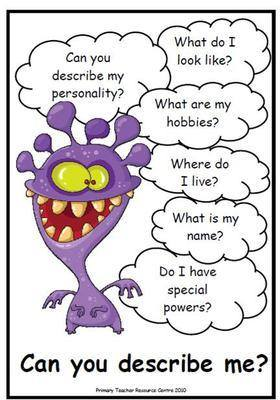 Can you
describe my
personality?
What do I
look like?
What are my
hobbies?
Where do
I live?
What is my
name?
Do I have
special
powers?
Can you describe me?
Primary Teacher Resource Centre 2010